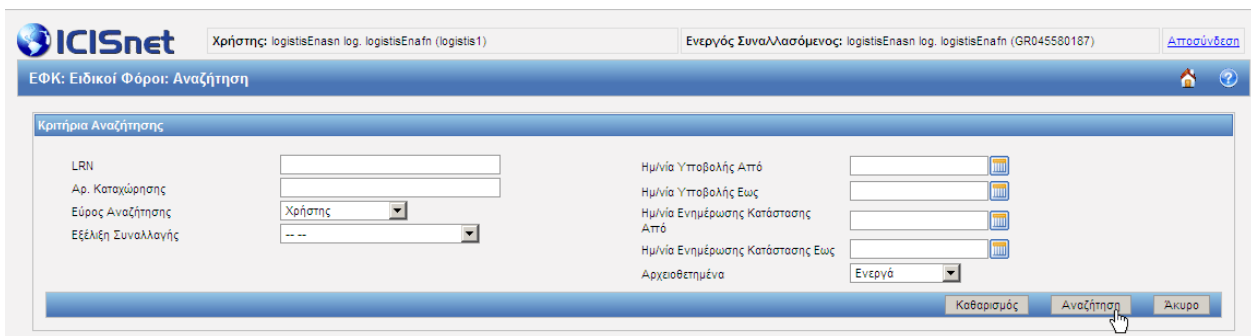 ICISnet
Χρήστης: logistisEnasn log. logistisEnafn (logistis1)
Ενεργός Συναλλασόμενος: logistisEnasn log. logistisEnafn (GR045580187)
Αποσύνδεση
ΕΦΚ: Ειδικοί Φόροι: Αναζήτηση
Κριτήρια Αναζήτησης
LRN
Αρ. Καταχώρησης
Εύρος Αναζήτησης Χρήστης
Εξέλιξη Συναλλαγής -- --
Ημ/νία Υποβολής Από
Ημ/νία Υποβολής Εως
Ημ/νία Ενημέρωσης Κατάστασης
Από
Ημ/νία Ενημέρωσης Κατάστασης Εως
Αρχειοθετημένα Ενεργά
Καθαρισμός Αναζήτηση Άκυρο